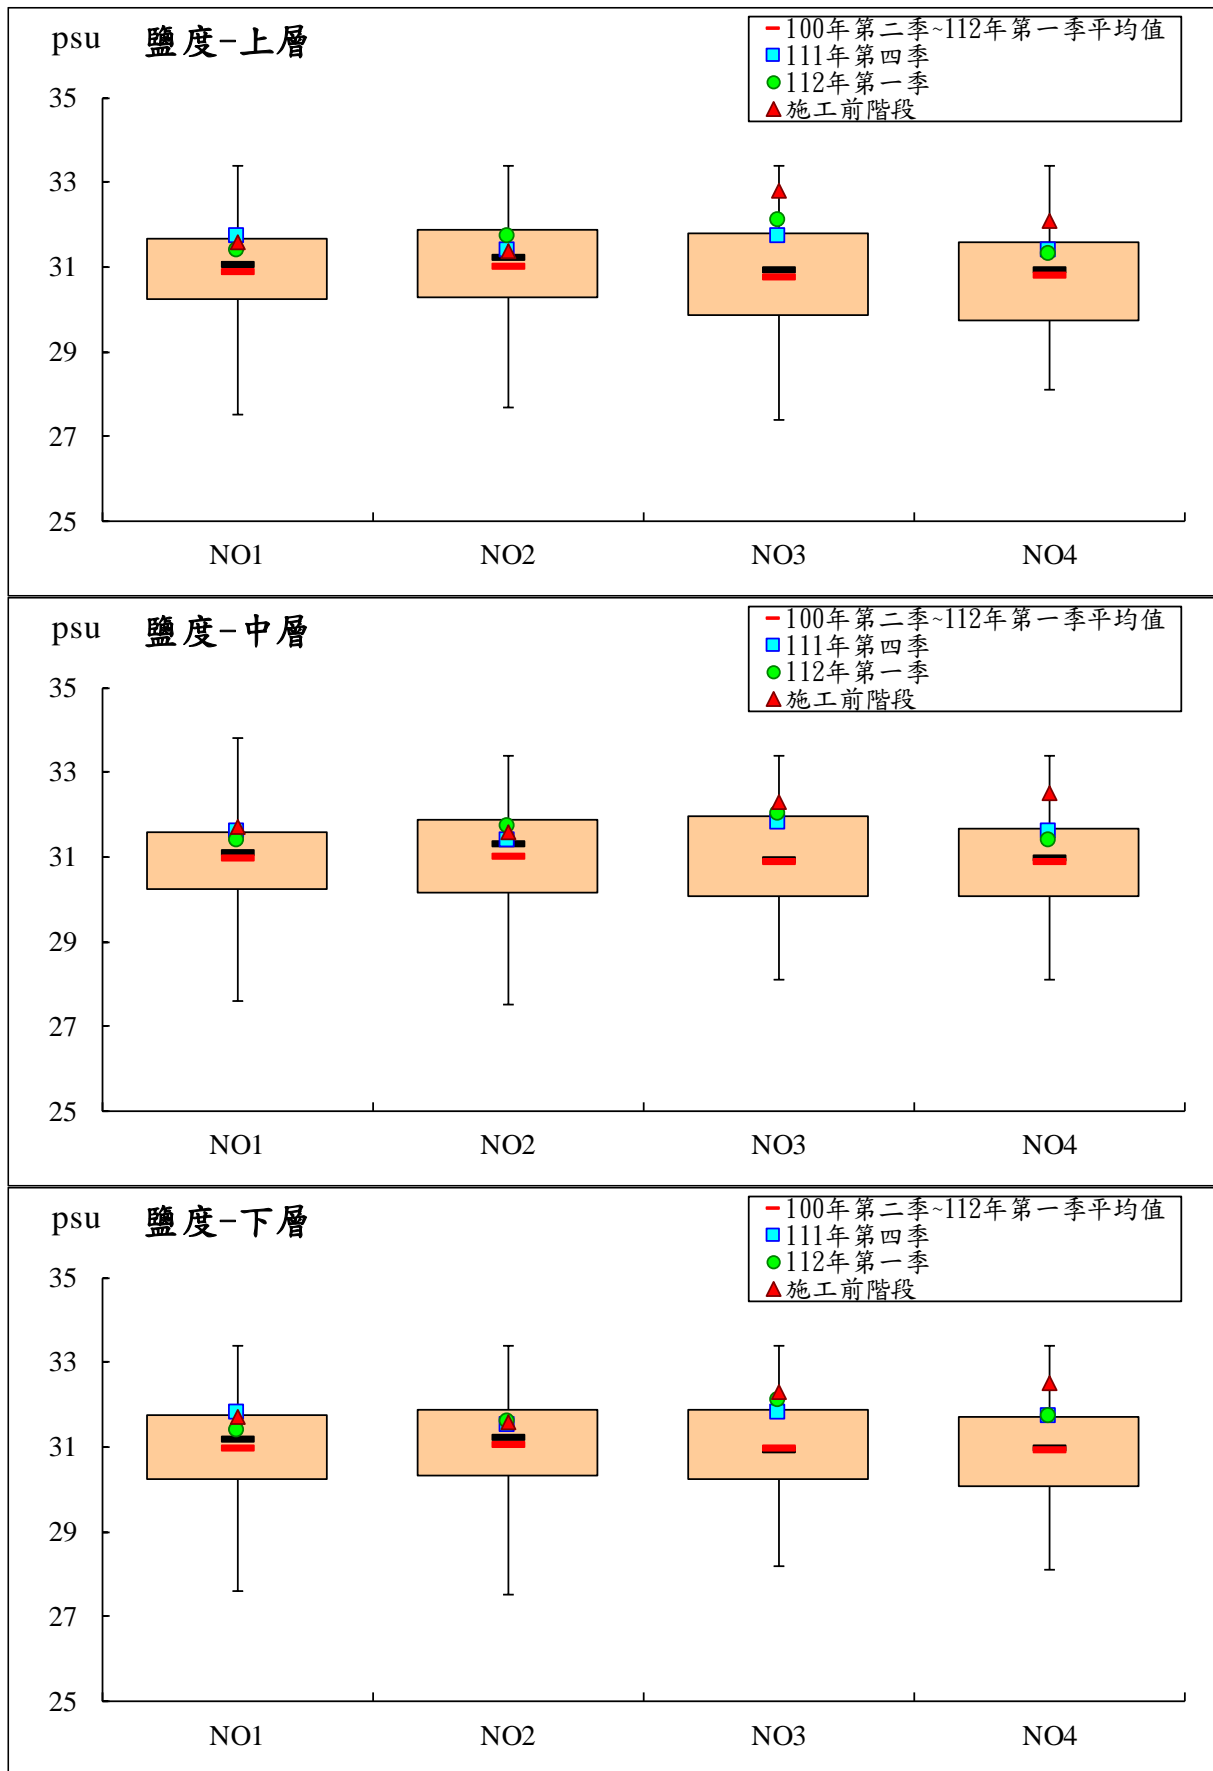 psu 鹽度-上層
100年第二季~112年第一季平均值
111年第四季
112年第一季
施工前階段
35
33
31
29
27
25
NO1 NO2 NO3 NO4
psu 鹽度-中層
100年第二季~112年第一季平均值
111年第四季
112年第一季
施工前階段
35
33
31
29
27
25
NO1 NO2 NO3 NO4
psu 鹽度-下層
100年第二季~112年第一季平均值
111年第四季
112年第一季
施工前階段
35
33
31
29
27
25
NO1 NO2 NO3 NO4